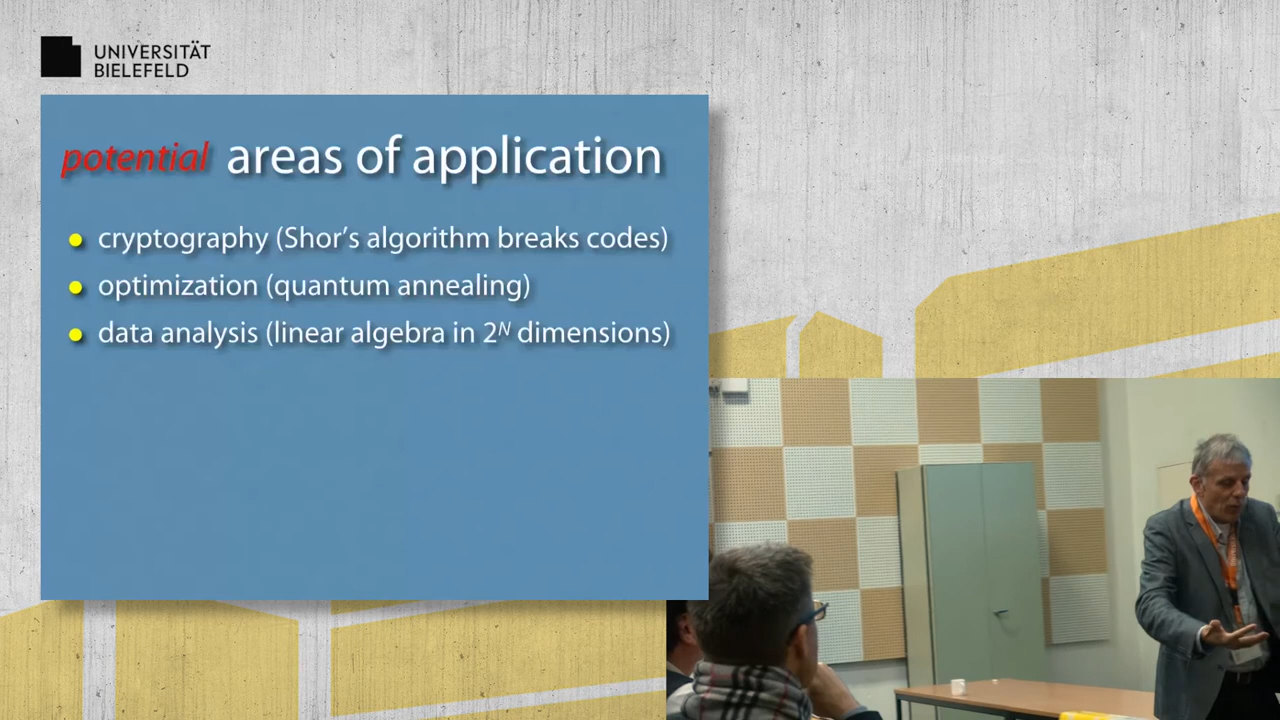 UNIVERSITÄT
BIELEFELD
potential areas of application
cryptography (Shor's algorithm breaks codes)
optimization (quantum annealing)
data analysis (linear algebra in 2ᴺ dimensions)